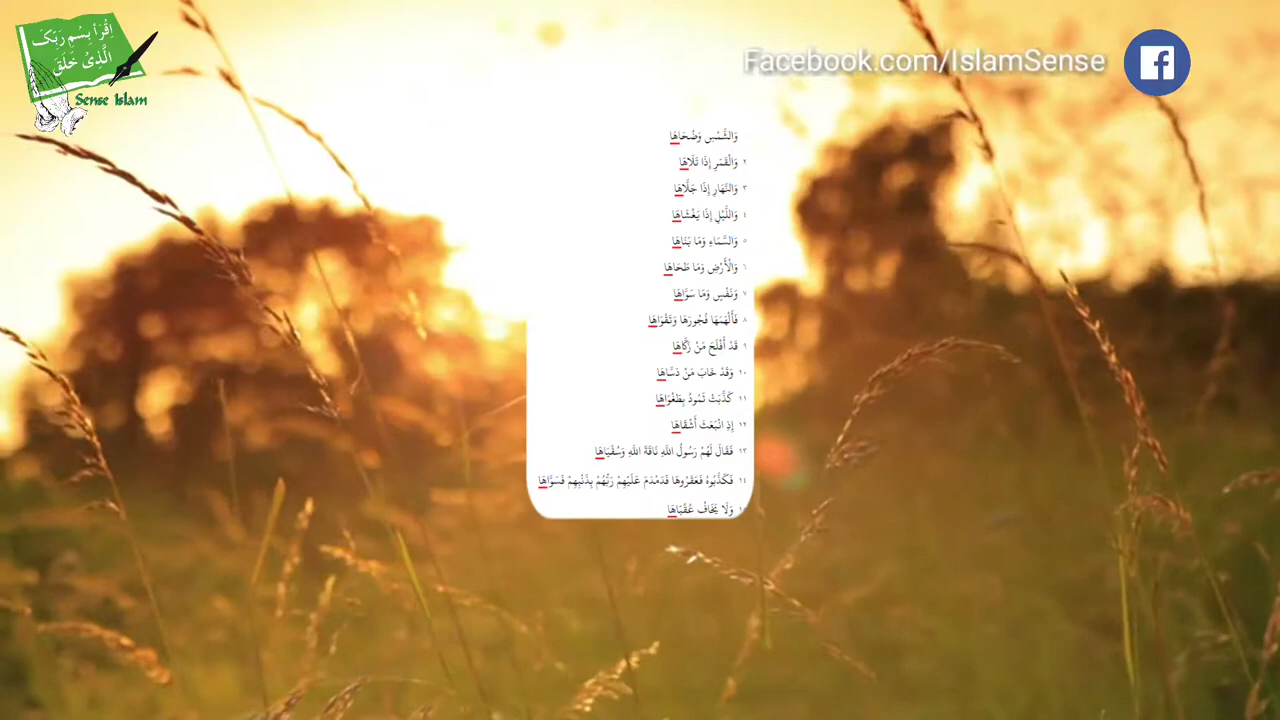 اِقْرَأْ بِسْمِ رَبِّكَ
الَّذِیْ خَلَقَ
Sense Islam
Facebook.com/IslamSense
وَالشَّمْسِ وَضُحَاهَا
٢ وَالْقَمَرِ إِذَا تَلَاهَا
٣ وَالنَّهَارِ إِذَا جَلَّاهَا
٤ وَاللَّيْلِ إِذَا يَغْشَاهَا
٥ وَالسَّمَاءِ وَمَا بَنَاهَا
٦ وَالْأَرْضِ وَمَا طَحَاهَا
٧ وَنَفْسٍ وَمَا سَوَّاهَا
٨ فَأَلْهَمَهَا فُجُورَهَا وَتَقْوَاهَا
٩ قَدْ أَفْلَحَ مَنْ زَكَّاهَا
١٠ وَقَدْ خَابَ مَنْ دَسَّاهَا
١١ كَذَّبَتْ ثَمُودُ بِطَغْوَاهَا
١٢ إِذِ انْبَعَثَ أَشْقَاهَا
١٣ فَقَالَ لَهُمْ رَسُولُ اللَّهِ نَاقَةَ اللَّهِ وَسُقْيَاهَا
١٤ فَكَذَّبُوهُ فَعَقَرُوهَا فَدَمْدَمَ عَلَيْهِمْ رَبُّهُمْ بِذَنْبِهِمْ فَسَوَّاهَا
١٥ وَلَا يَخَافُ عُقْبَاهَا